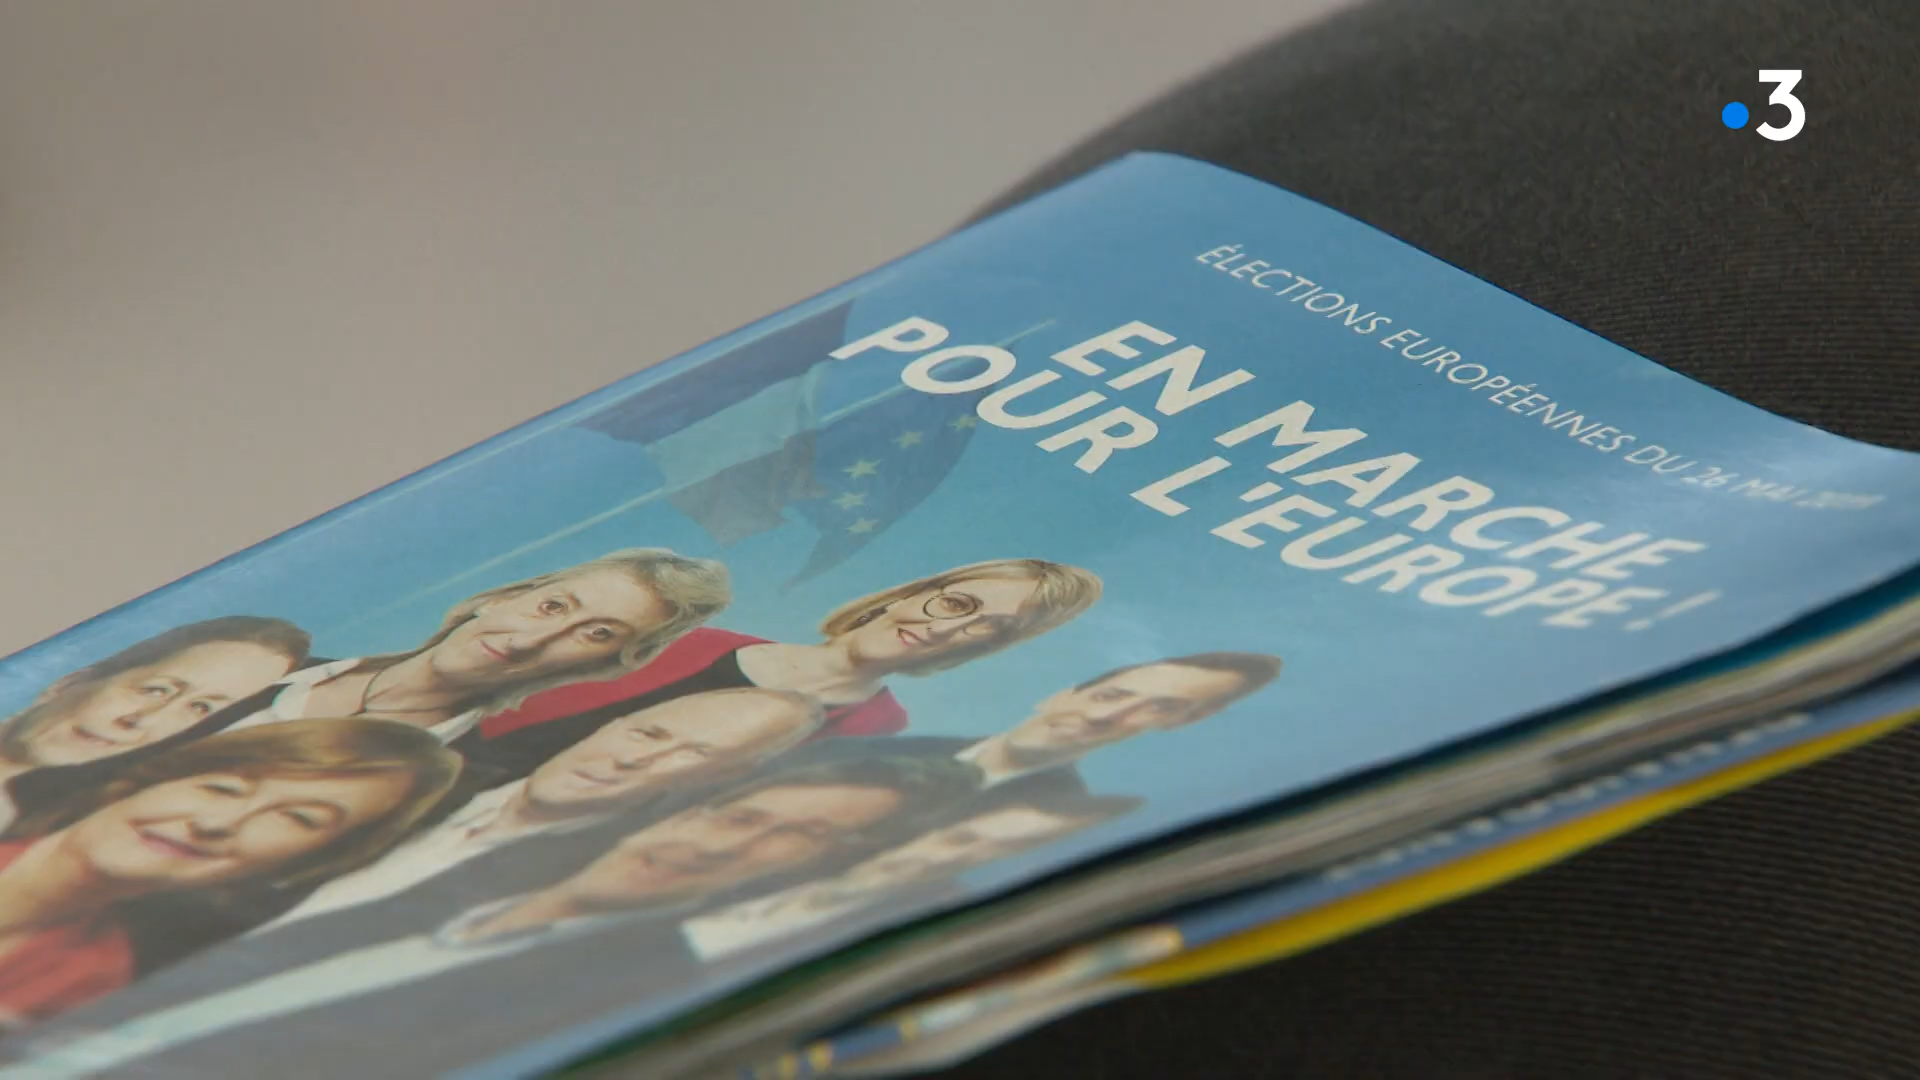 3
ÉLECTIONS EUROPÉENNES DU 26 MAI
EN MARCHE
POUR L'EUROPE !